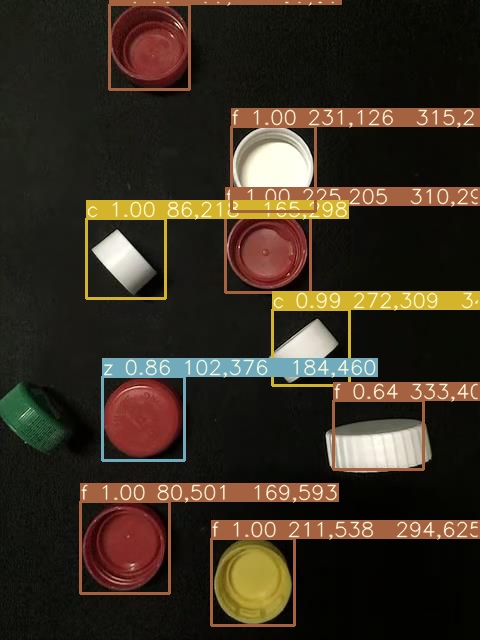 f 1.00 231,126 315,2
f 1.00 225,205 310,29
c 1.00 86,218 165,298
c 0.99 272,309 34
z 0.86 102,376 184,460
f 0.64 333,40
f 1.00 80,501 169,593
f 1.00 211,538 294,625